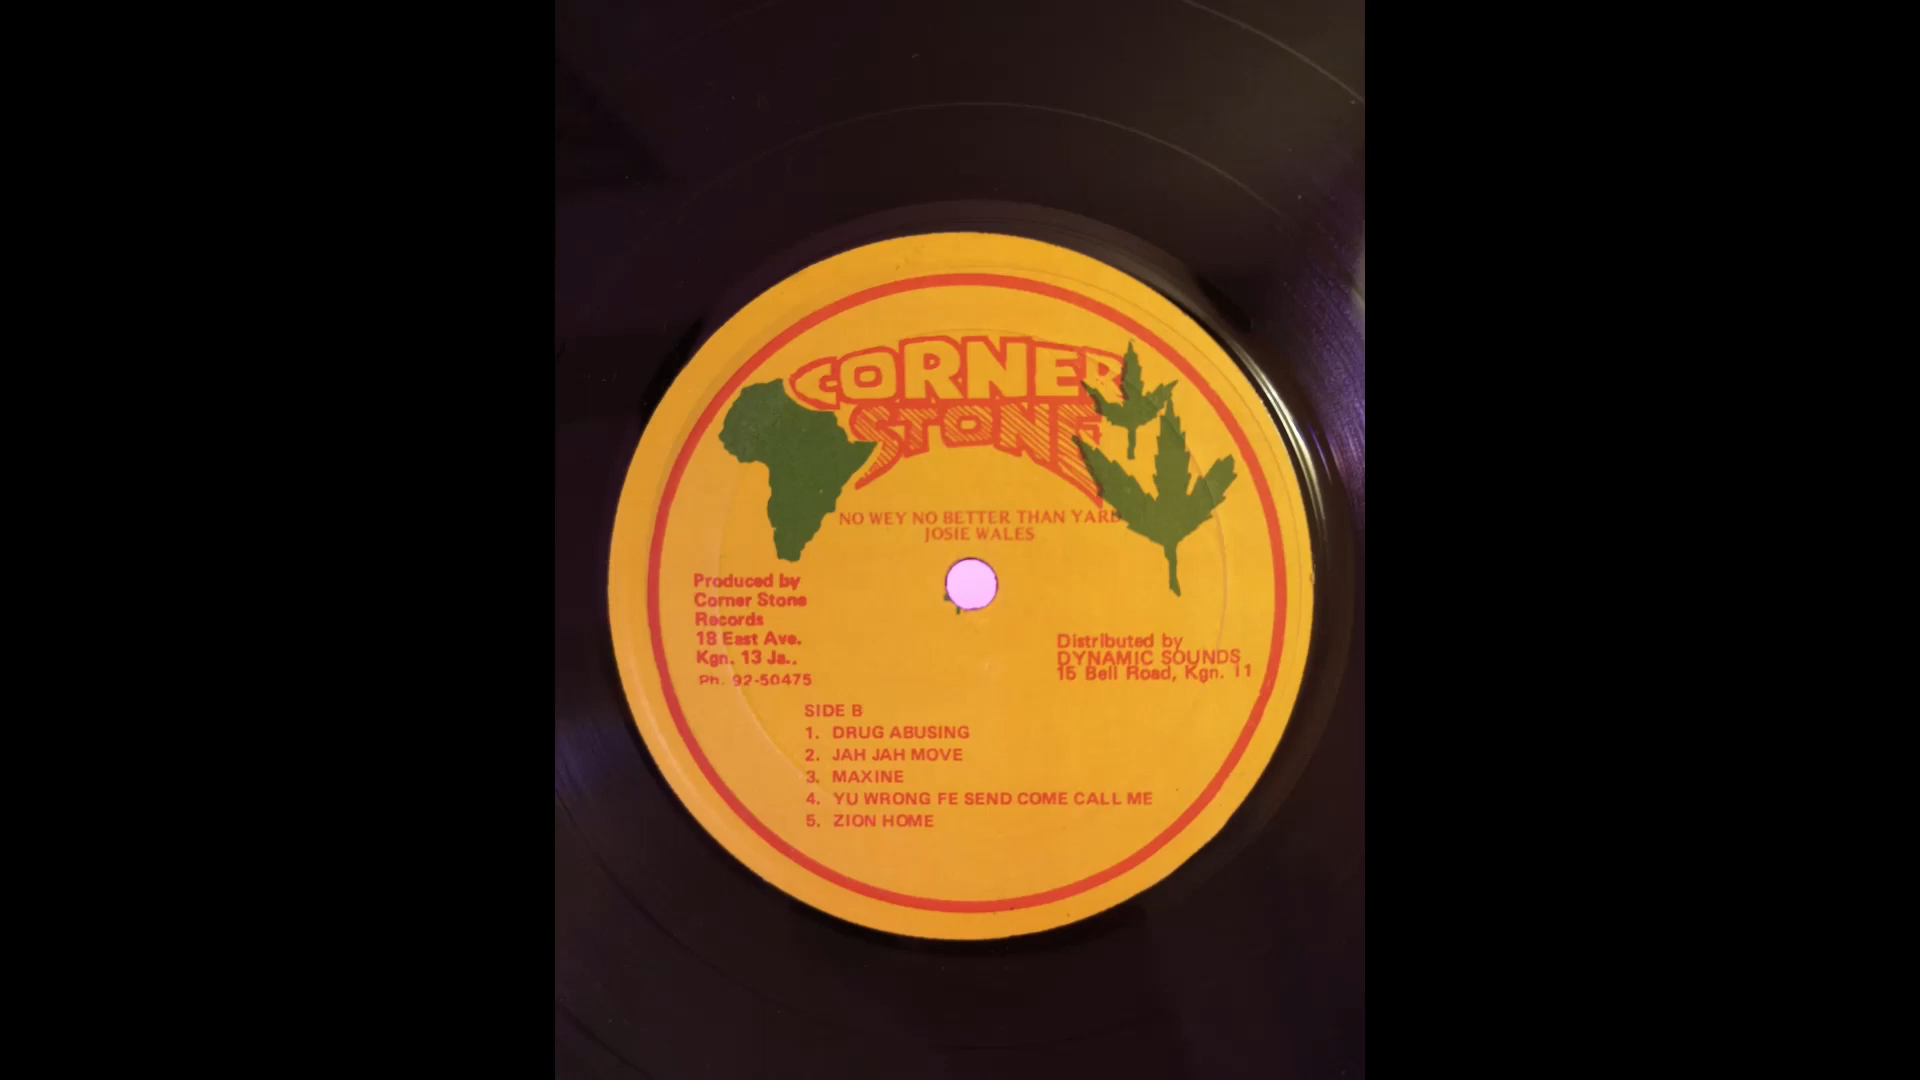 CORNER
STONE
NO WEY NO BETTER THAN YARD
JOSIE WALES
Produced by
Corner Stone
Records
18 East Ave.
Kgn. 13 Ja..
Ph. 92-50475
Distributed by
DYNAMIC SOUNDS
15 Bell Road, Kgn. 11
SIDE B
1. DRUG ABUSING
2. JAH JAH MOVE
3. MAXINE
4. YU WRONG FE SEND COME CALL ME
5. ZION HOME